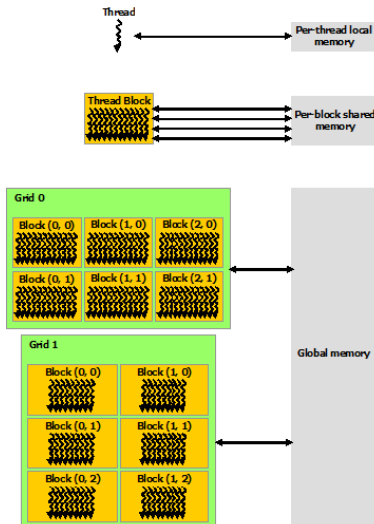 Thread
Per-thread local
memory
Thread Block
Per-block shared
memory
Grid 0
Block (0, 0) Block (1, 0) Block (2, 0)
Block (0, 1) Block (1, 1) Block (2, 1)
Grid 1
Block (0, 0) Block (1, 0)
Block (0, 1) Block (1, 1)
Block (0, 2) Block (1, 2)
Global memory